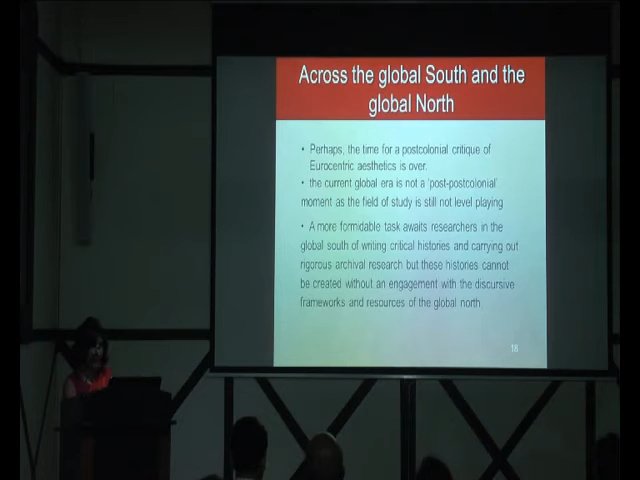 Across the global South and the
global North
• Perhaps, the time for a postcolonial critique of
Eurocentric aesthetics is over.
• the current global era is not a 'post-postcolonial'
moment as the field of study is still not level playing
• A more formidable task awaits researchers in the
global south of writing critical histories and carrying out
rigorous archival research but these histories cannot
be created without an engagement with the discursive
frameworks and resources of the global north
18